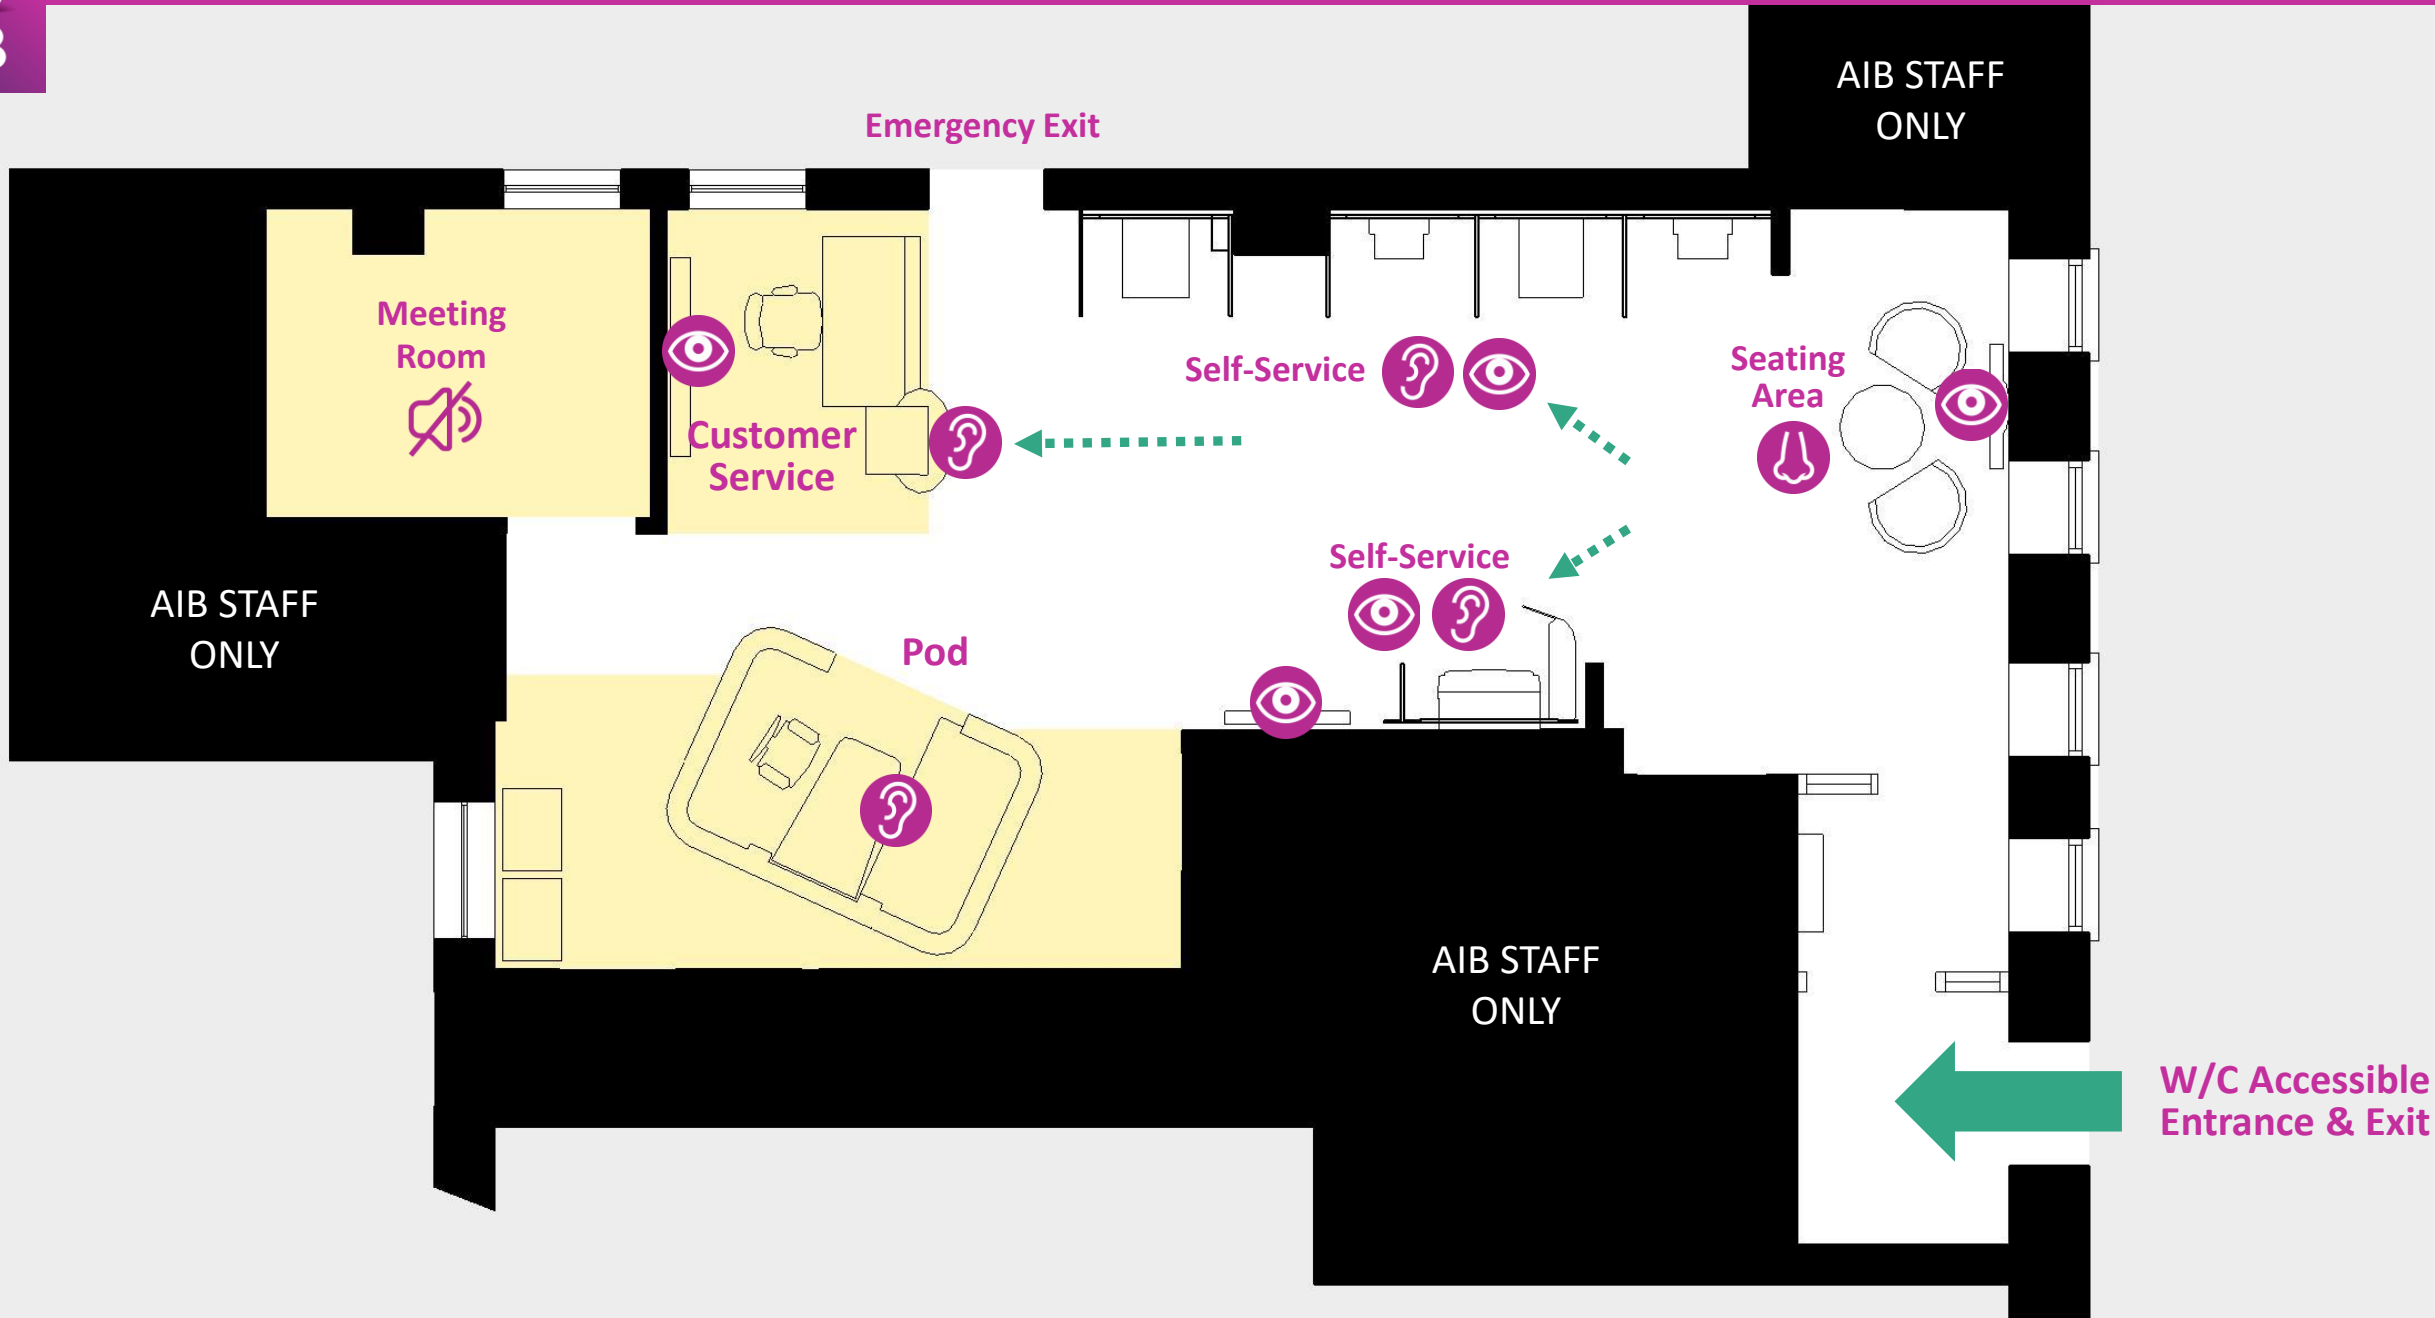 AIB STAFF
ONLY
Emergency Exit
Meeting
Room
Customer
Service
Self-Service
Seating
Area
Self-Service
AIB STAFF
ONLY
Pod
AIB STAFF
ONLY
W/C Accessible
Entrance & Exit